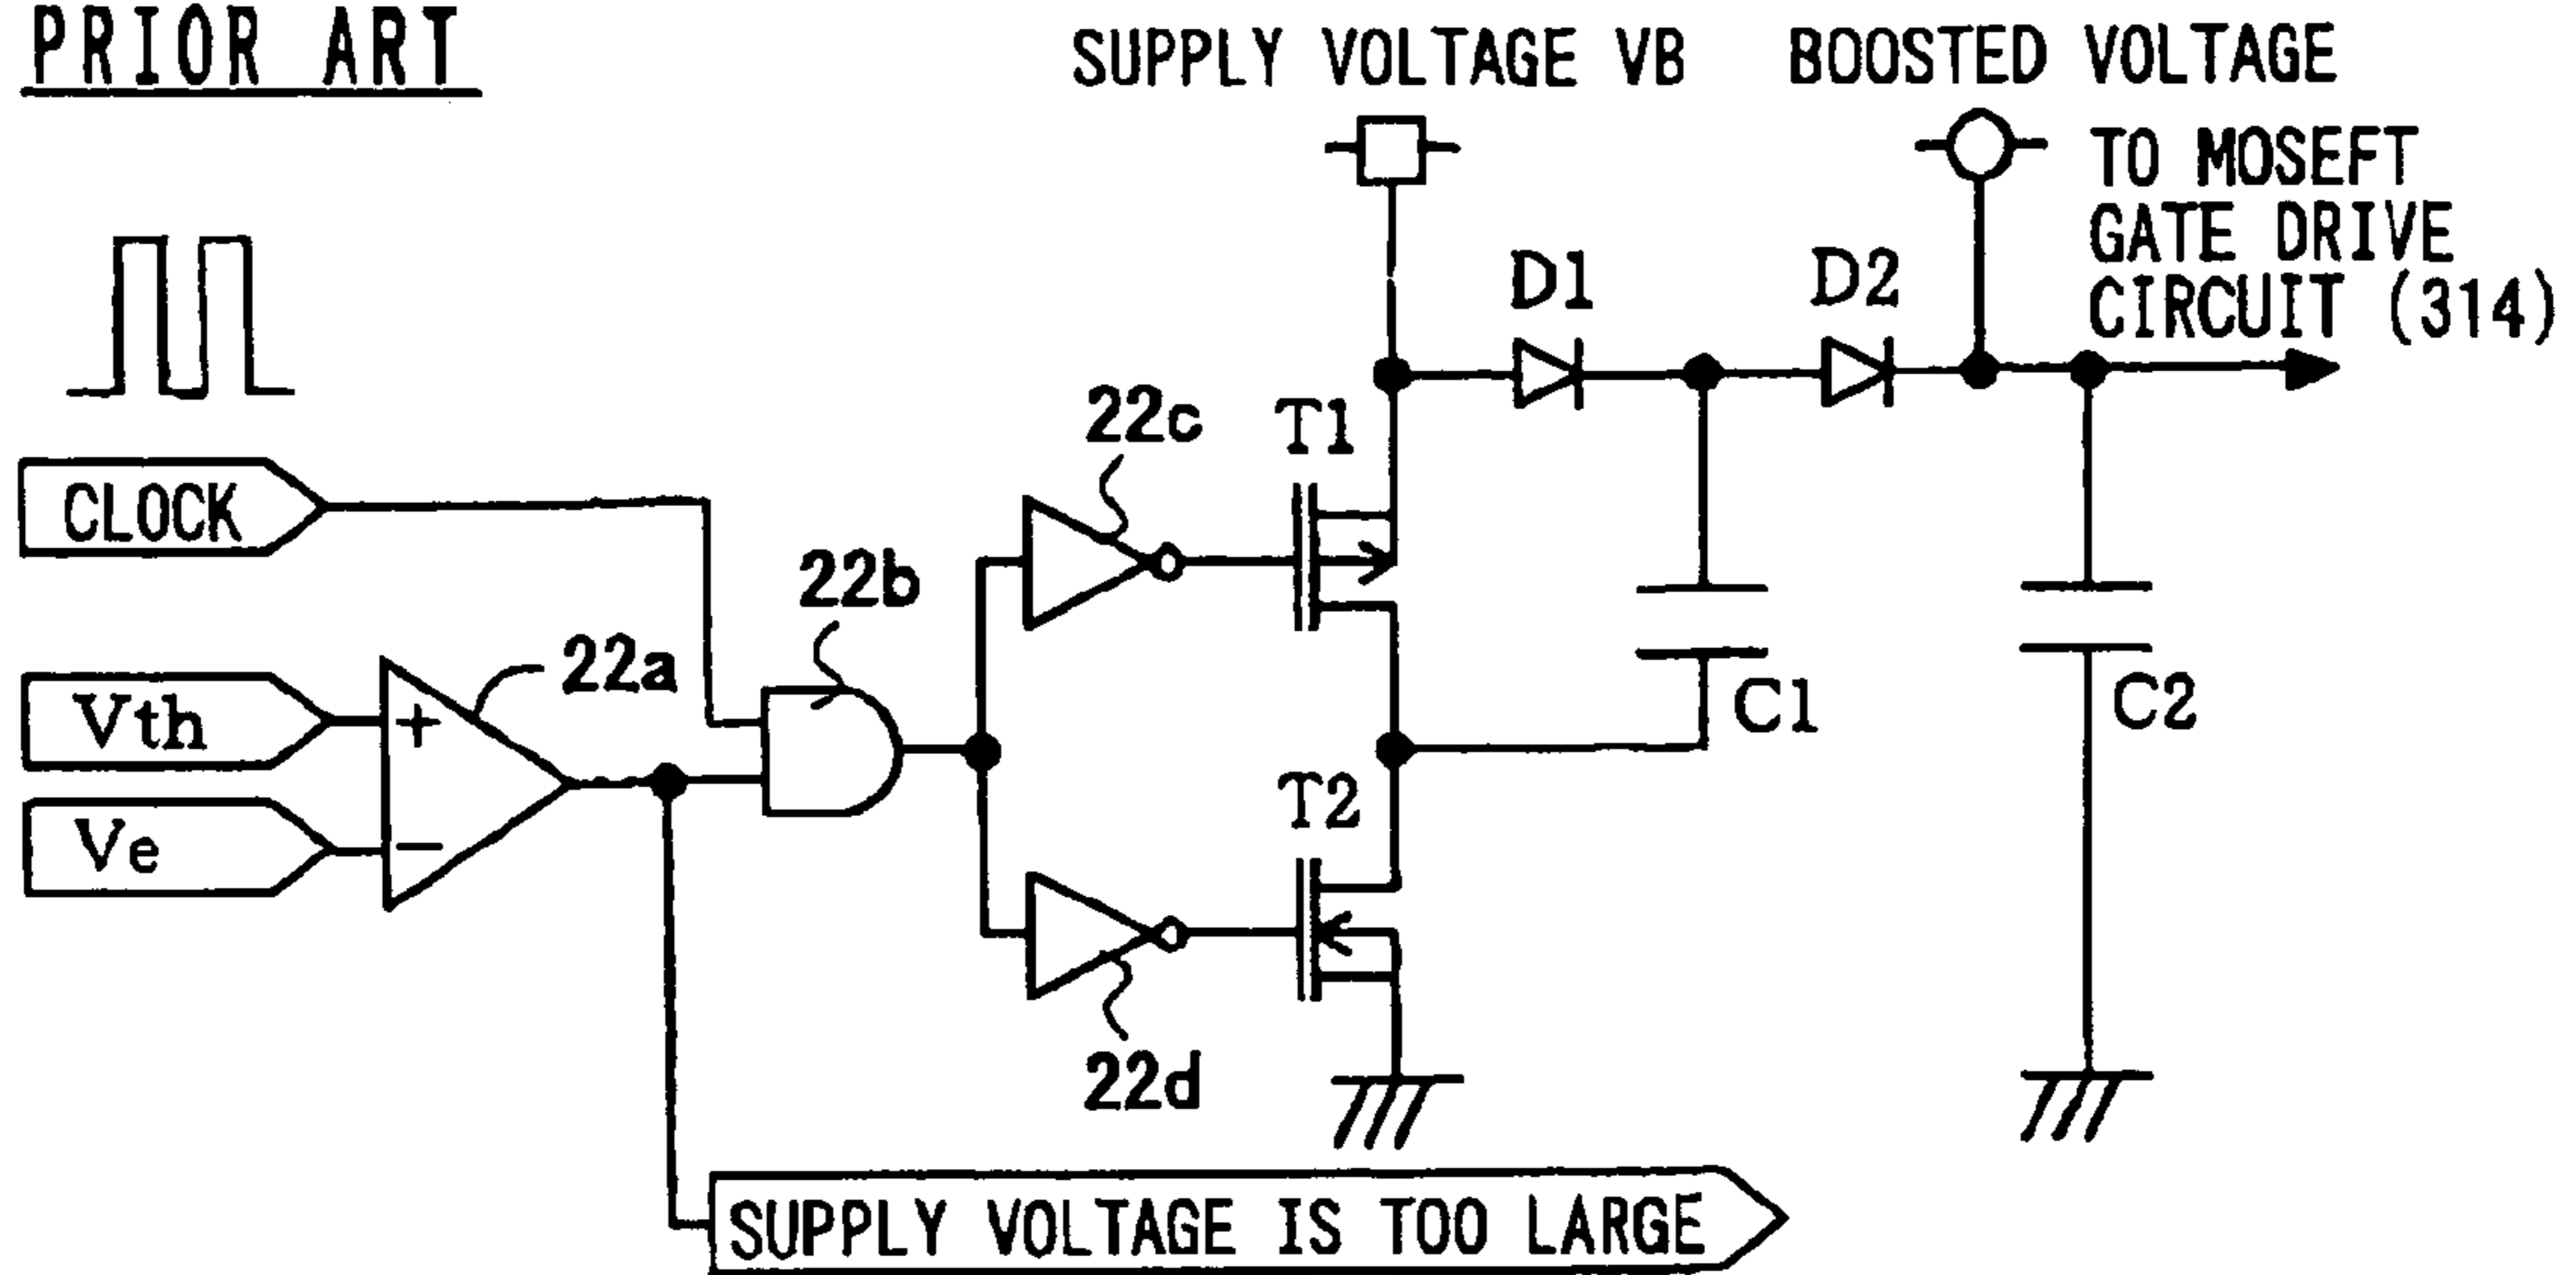 PRIOR ART
SUPPLY VOLTAGE VB
BOOSTED VOLTAGE
TO MOSEFT
GATE DRIVE
CIRCUIT (314)
D1
D2
22c
T1
CLOCK
22b
22a
Vth
+
C1
C2
T2
Ve
−
22d
SUPPLY VOLTAGE IS TOO LARGE